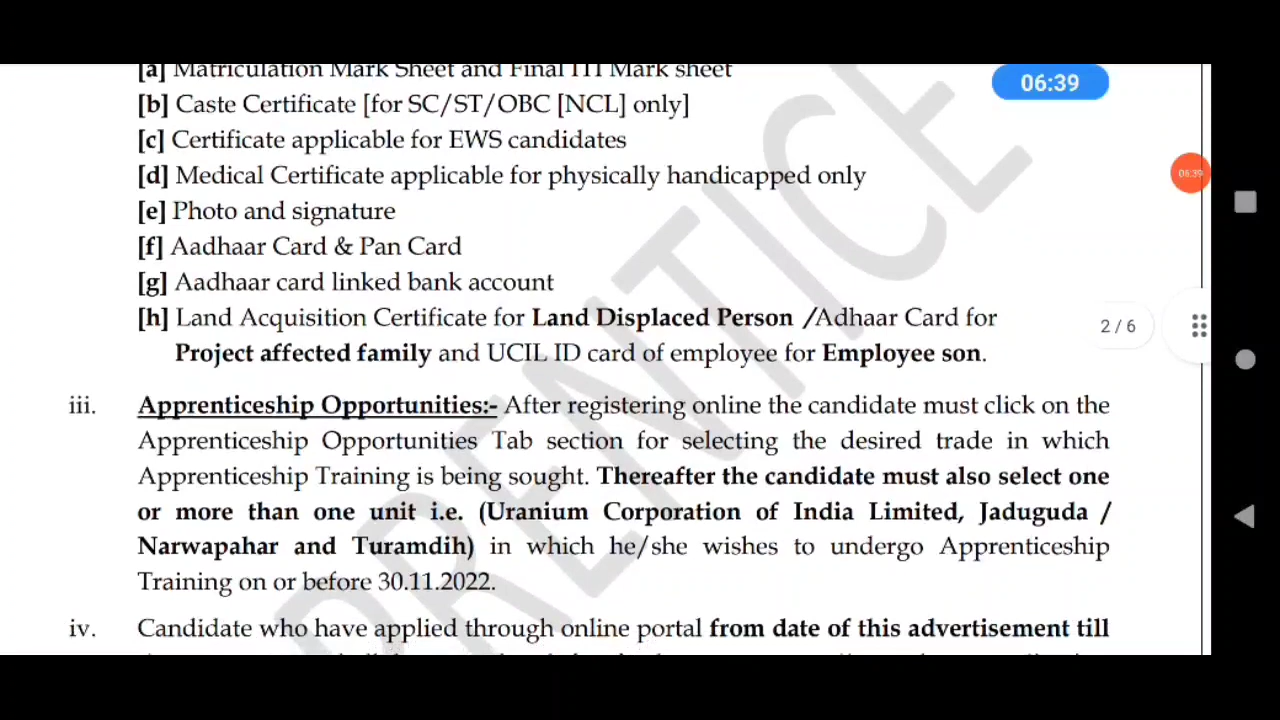 [a] Matriculation Mark Sheet and Final ITI Mark sheet
06:39
[b] Caste Certificate [for SC/ST/OBC [NCL] only]
[c] Certificate applicable for EWS candidates
[d] Medical Certificate applicable for physically handicapped only
06:39
[e] Photo and signature
[f] Aadhaar Card & Pan Card
[g] Aadhaar card linked bank account
[h] Land Acquisition Certificate for Land Displaced Person /Adhaar Card for
2 / 6
Project affected family and UCIL ID card of employee for Employee son.
iii. Apprenticeship Opportunities:- After registering online the candidate must click on the
Apprenticeship Opportunities Tab section for selecting the desired trade in which
Apprenticeship Training is being sought. Thereafter the candidate must also select one
or more than one unit i.e. (Uranium Corporation of India Limited, Jaduguda /
Narwapahar and Turamdih) in which he/she wishes to undergo Apprenticeship
Training on or before 30.11.2022.
iv. Candidate who have applied through online portal from date of this advertisement till
PRENTICE